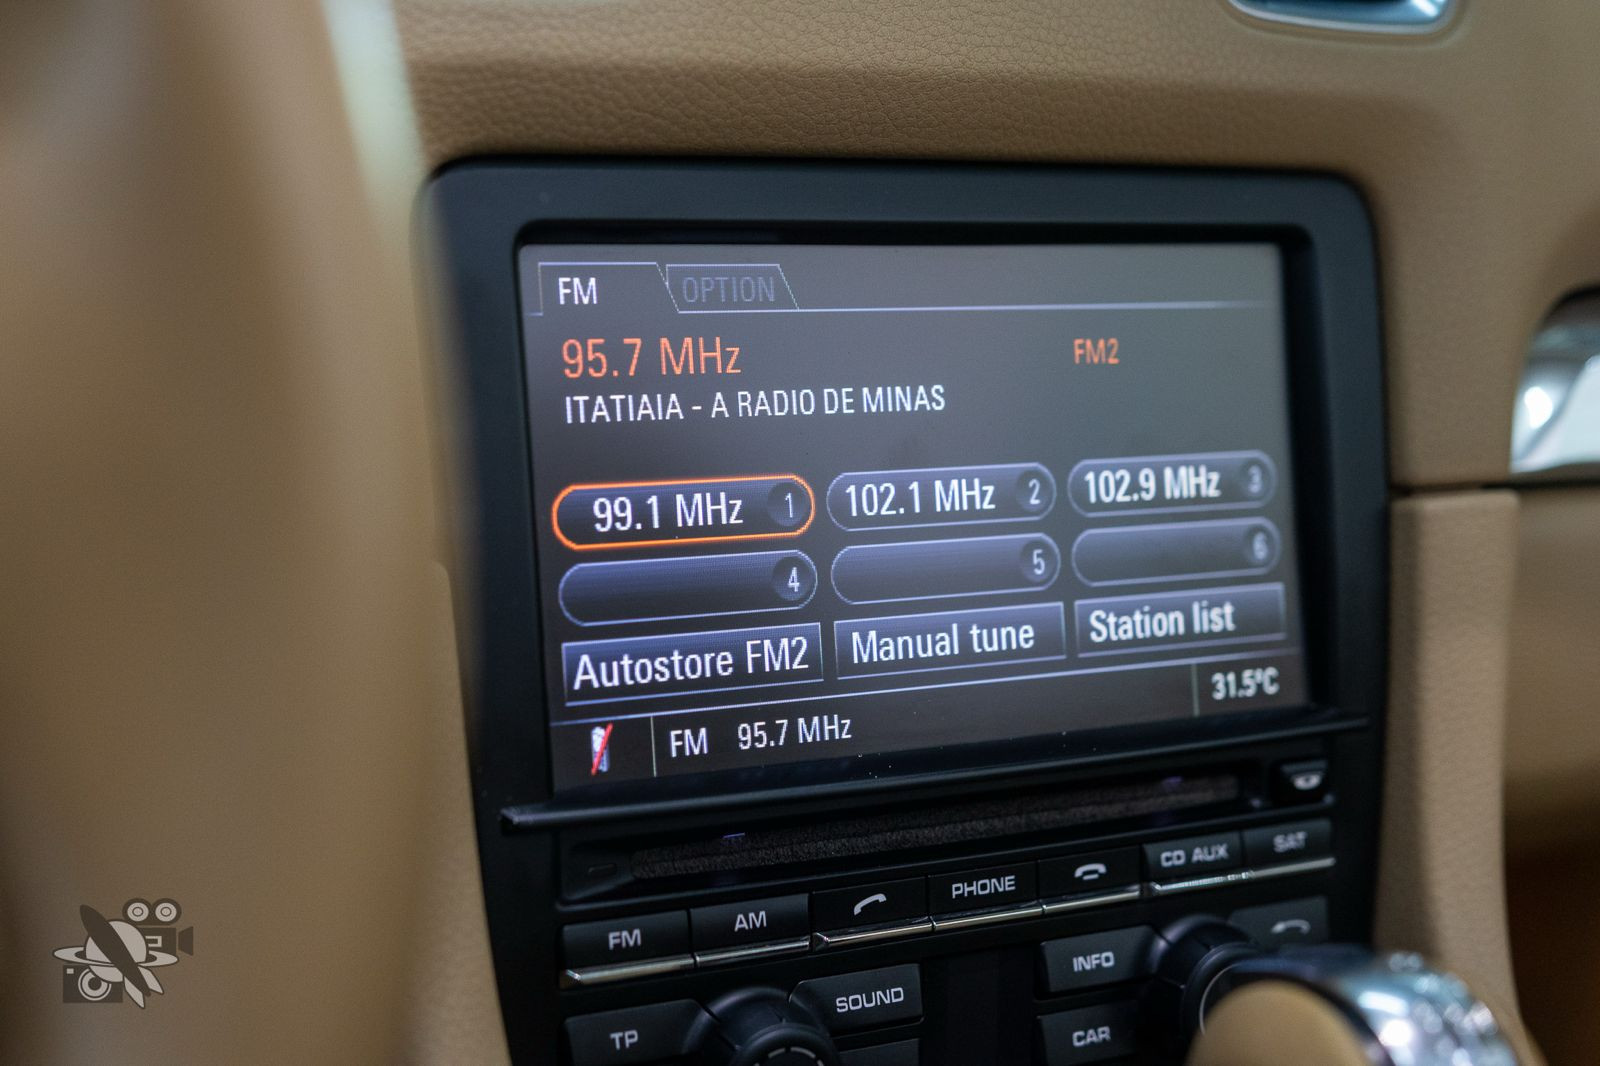 FM OPTION
95.7 MHz FM2
ITATIAIA - A RADIO DE MINAS
99.1 MHz 1 102.1 MHz 2 102.9 MHz 3
4 5 6
Autostore FM2 Manual tune Station list
FM 95.7 MHz 31.5°C
FM AM PHONE CD AUX SAT
TP SOUND INFO
CAR